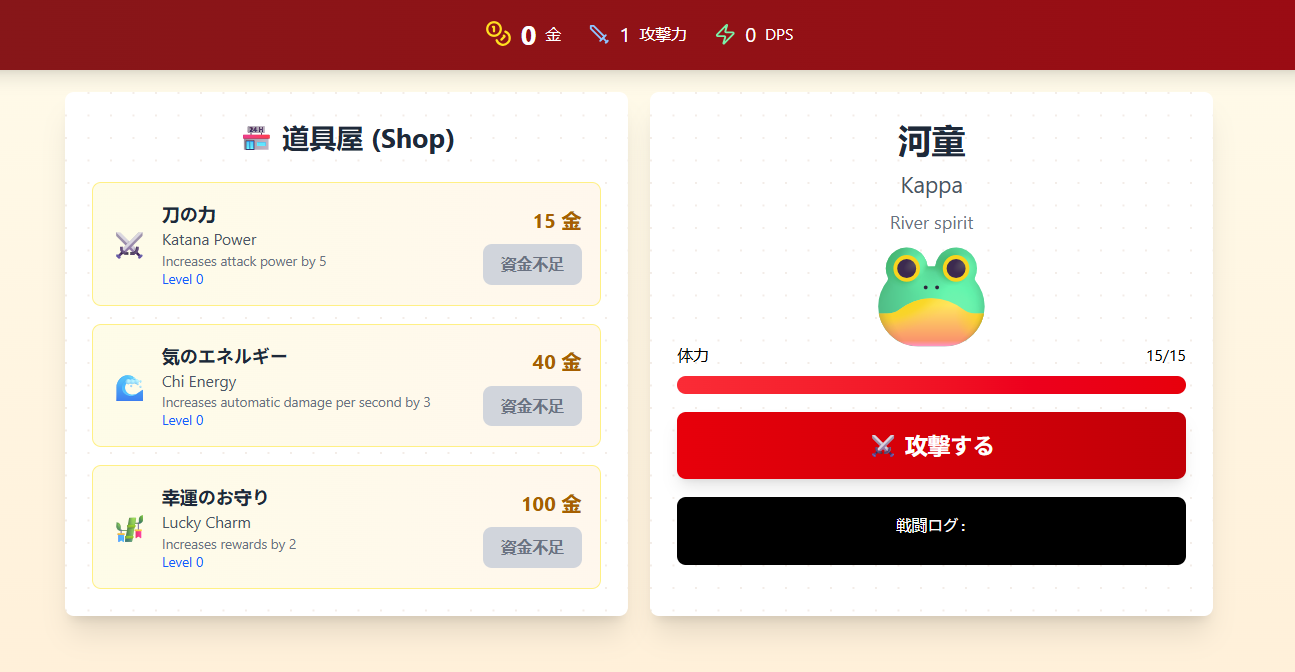 0 金 1 攻撃力 0 DPS
道具屋 (Shop)
刀の力
Katana Power
Increases attack power by 5
Level 0
15 金
資金不足
気のエネルギー
Chi Energy
Increases automatic damage per second by 3
Level 0
40 金
資金不足
幸運のお守り
Lucky Charm
Increases rewards by 2
Level 0
100 金
資金不足
河童
Kappa
River spirit
体力 15/15
攻撃する
戦闘ログ: